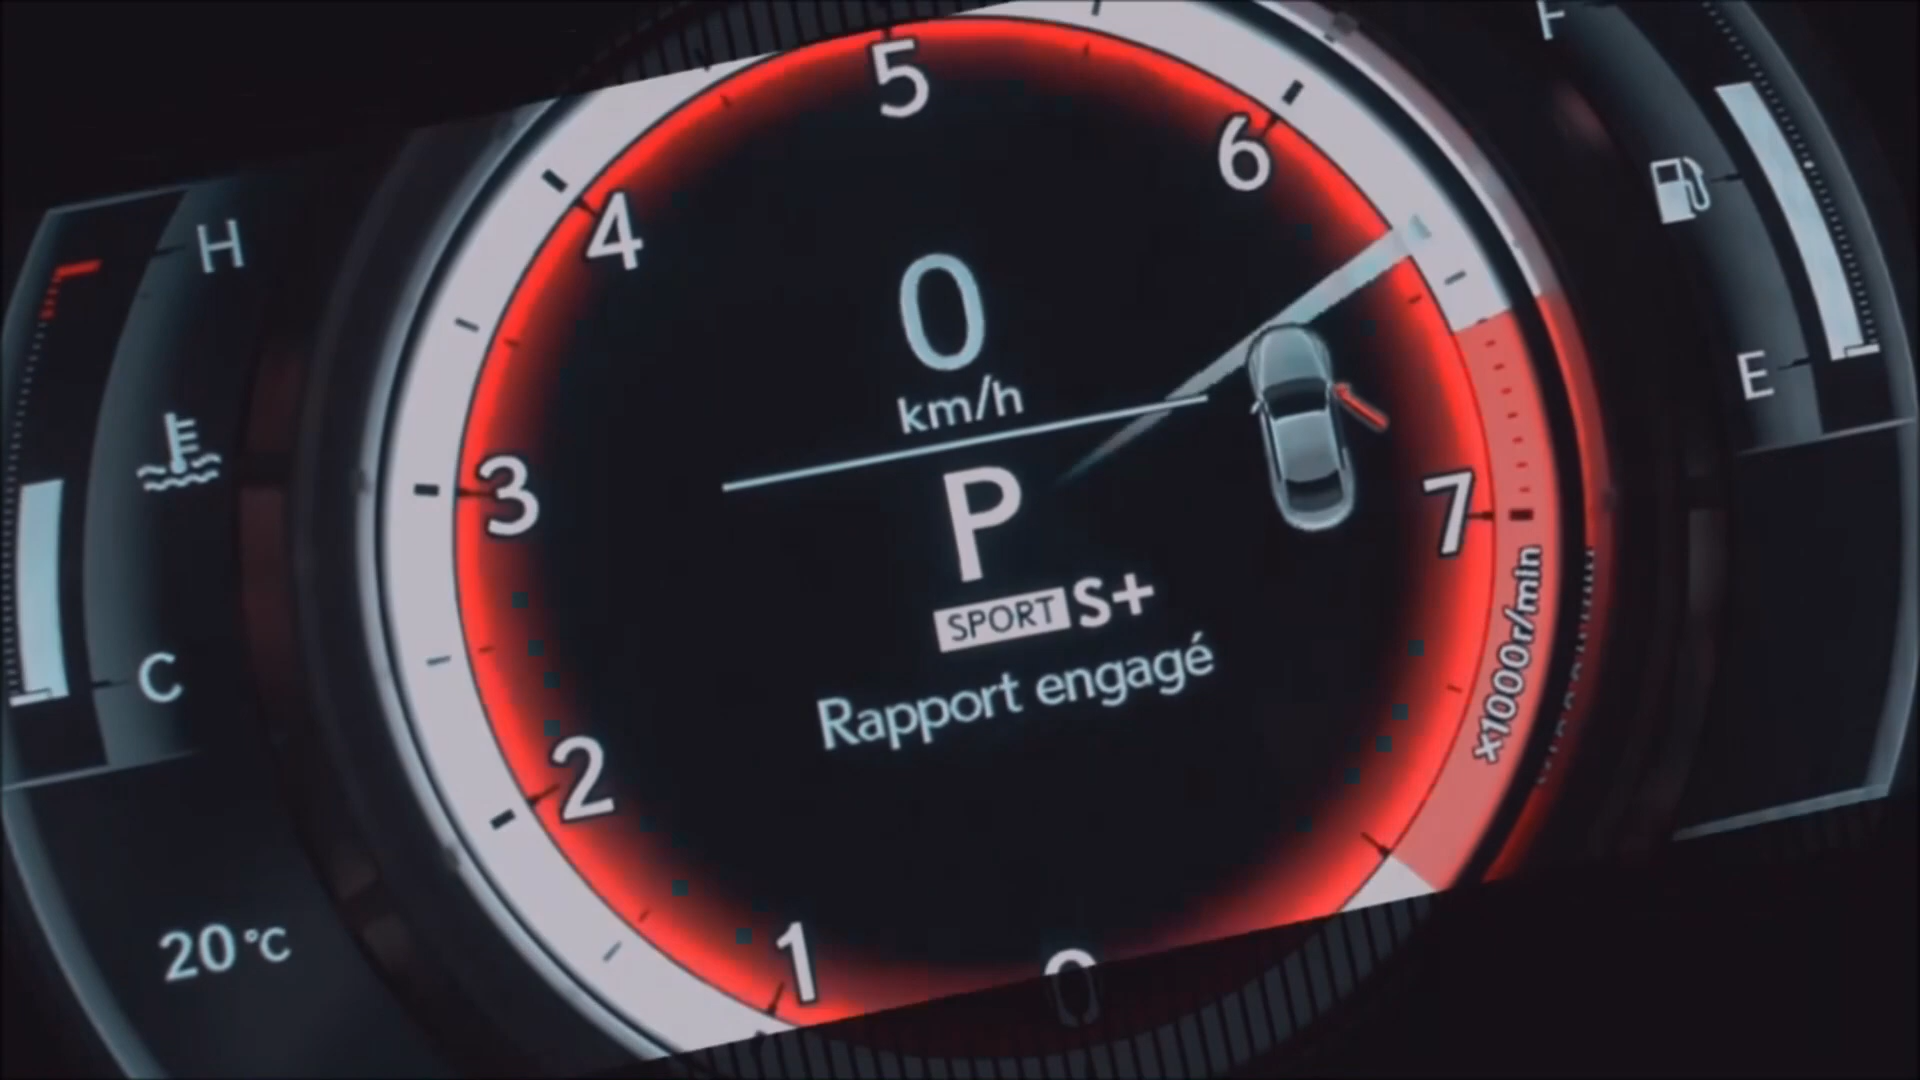 5
6
4
3
2
1
0
7
x1000r/min
0
km/h
P
SPORT S+
Rapport engagé
H
C
20°C
F
E